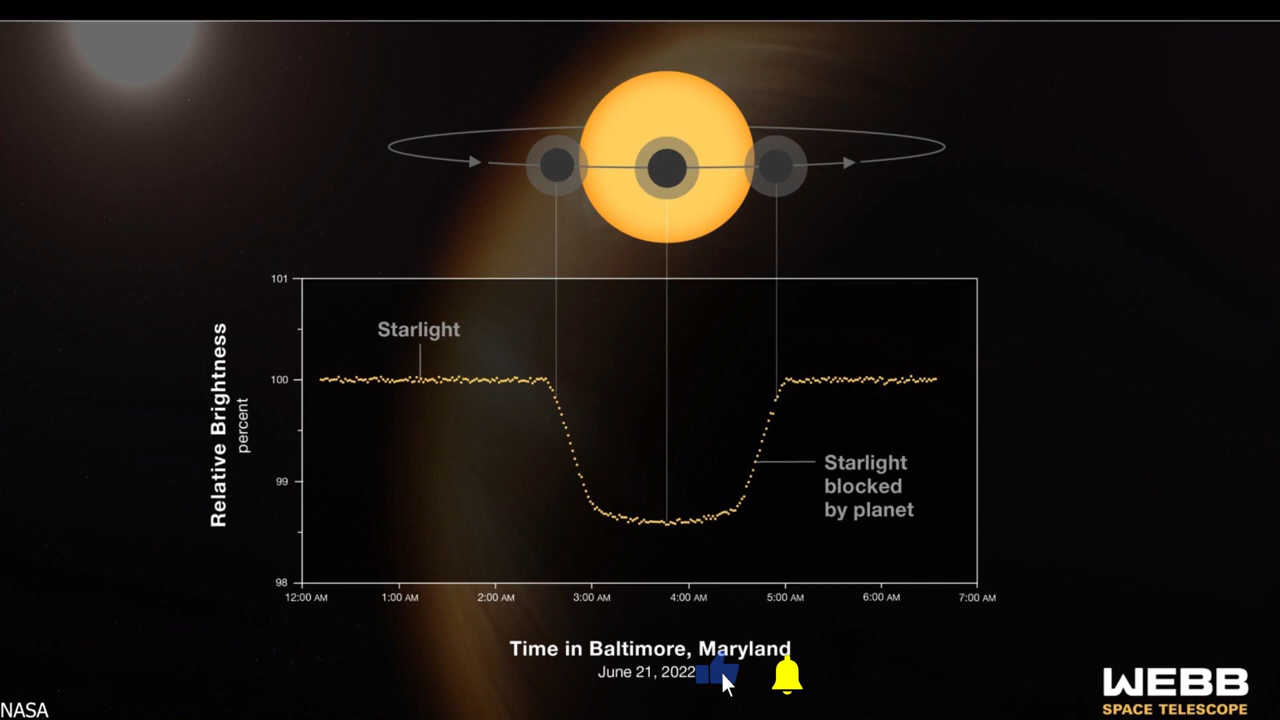 101
Starlight
100
Relative Brightness
percent
99
Starlight
blocked
by planet
98
12:00 AM
1:00 AM
2:00 AM
3:00 AM
4:00 AM
5:00 AM
6:00 AM
7:00 AM
Time in Baltimore, Maryland
June 21, 2022
WEBB
SPACE TELESCOPE
NASA